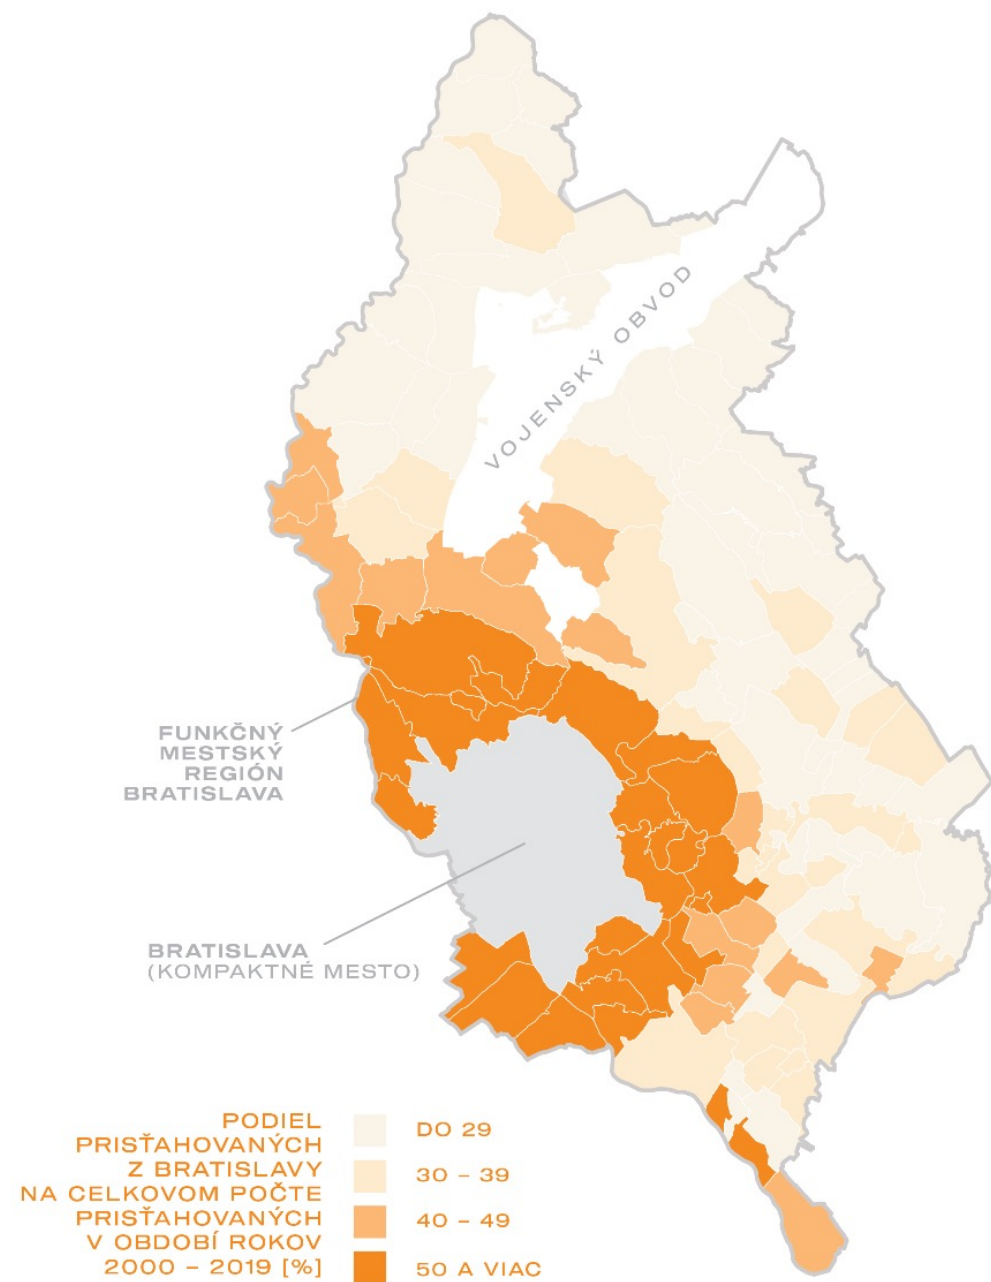 VOJENSKÝ OBVOD
FUNKČNÝ
MESTSKÝ
REGIÓN
BRATISLAVA
BRATISLAVA
(KOMPAKTNÉ MESTO)
PODIEL
PRISŤAHOVANÝCH
Z BRATISLAVY
NA CELKOVOM POČTE
PRISŤAHOVANÝCH
V OBDOBÍ ROKOV
2000 – 2019 [%]
DO 29
30 – 39
40 – 49
50 A VIAC